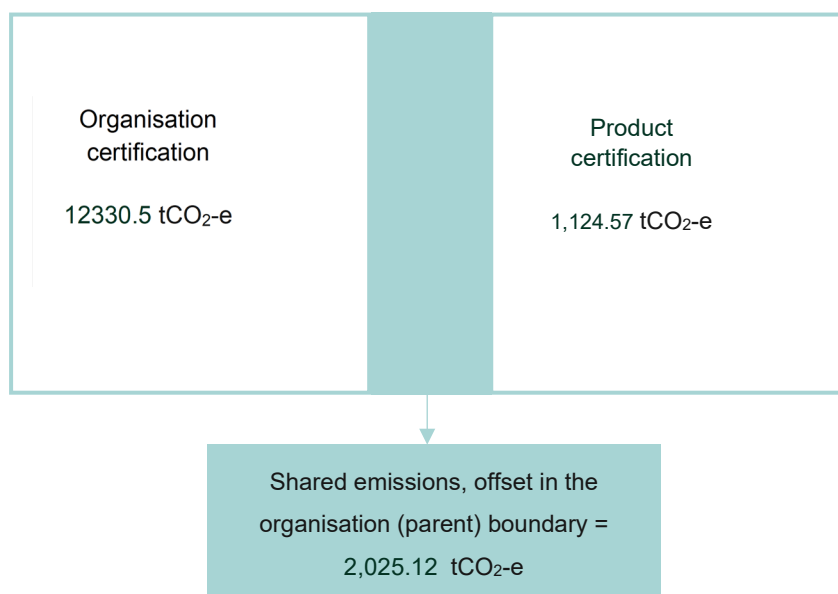 Organisation
certification
12330.5 tCO₂-e
Product
certification
1,124.57 tCO₂-e
Shared emissions, offset in the
organisation (parent) boundary =
2,025.12 tCO₂-e